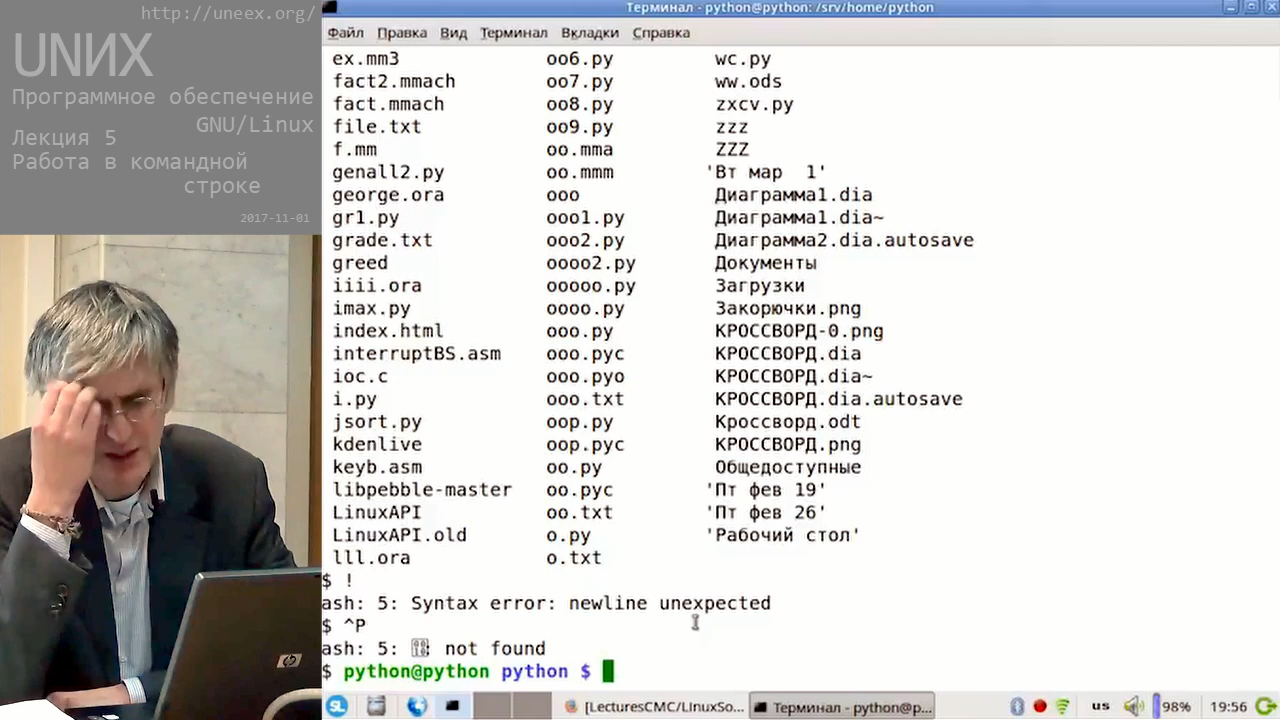 http://uneex.org/
UNИX
Программное обеспечение
GNU/Linux
Лекция 5
Работа в командной
строке
2017-11-01
Терминал - python@python: /srv/home/python
Файл Правка Вид Терминал Вкладки Справка
ex.mm3 oo6.py wc.py
fact2.mmach oo7.py ww.ods
fact.mmach oo8.py zxcv.py
file.txt oo9.py zzz
f.mm oo.mma ZZZ
genall2.py oo.mmm 'Вт мар  1'
george.ora ooo Диаграмма1.dia
gr1.py ooo1.py Диаграмма1.dia~
grade.txt ooo2.py Диаграмма2.dia.autosave
greed oooo2.py Документы
iiii.ora ooooo.py Загрузки
imax.py oooo.py Закорючки.png
index.html ooo.py КРОССВОРД-0.png
interruptBS.asm ooo.pyc КРОССВОРД.dia
ioc.c ooo.pyo КРОССВОРД.dia~
i.py ooo.txt КРОССВОРД.dia.autosave
jsort.py oop.py Кроссворд.odt
kdenlive oop.pyc КРОССВОРД.png
keyb.asm oo.py Общедоступные
libpebble-master oo.pyc 'Пт фев 19'
LinuxAPI oo.txt 'Пт фев 26'
LinuxAPI.old o.py 'Рабочий стол'
lll.ora o.txt
$ !
ash: 5: Syntax error: newline unexpected
$ ^P
ash: 5: not found
$ python@python python $
SL [LecturesCMC/LinuxSo... Терминал - python@p... us 98% 19:56
hp